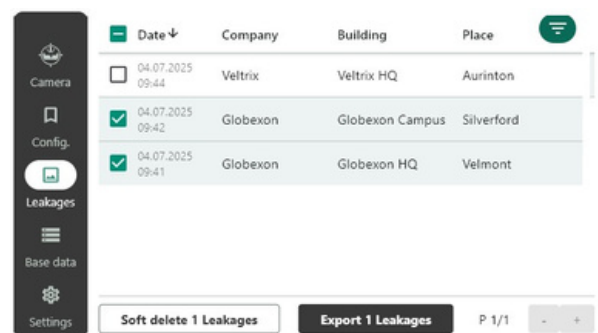 Camera
Config.
Leakages
Base data
Settings
Date Company Building Place
04.07.2025
09:44
Veltrix Veltrix HQ Aurinton
04.07.2025
09:42
Globexon Globexon Campus Silverford
04.07.2025
09:41
Globexon Globexon HQ Velmont
Soft delete 1 Leakages Export 1 Leakages P 1/1 - +